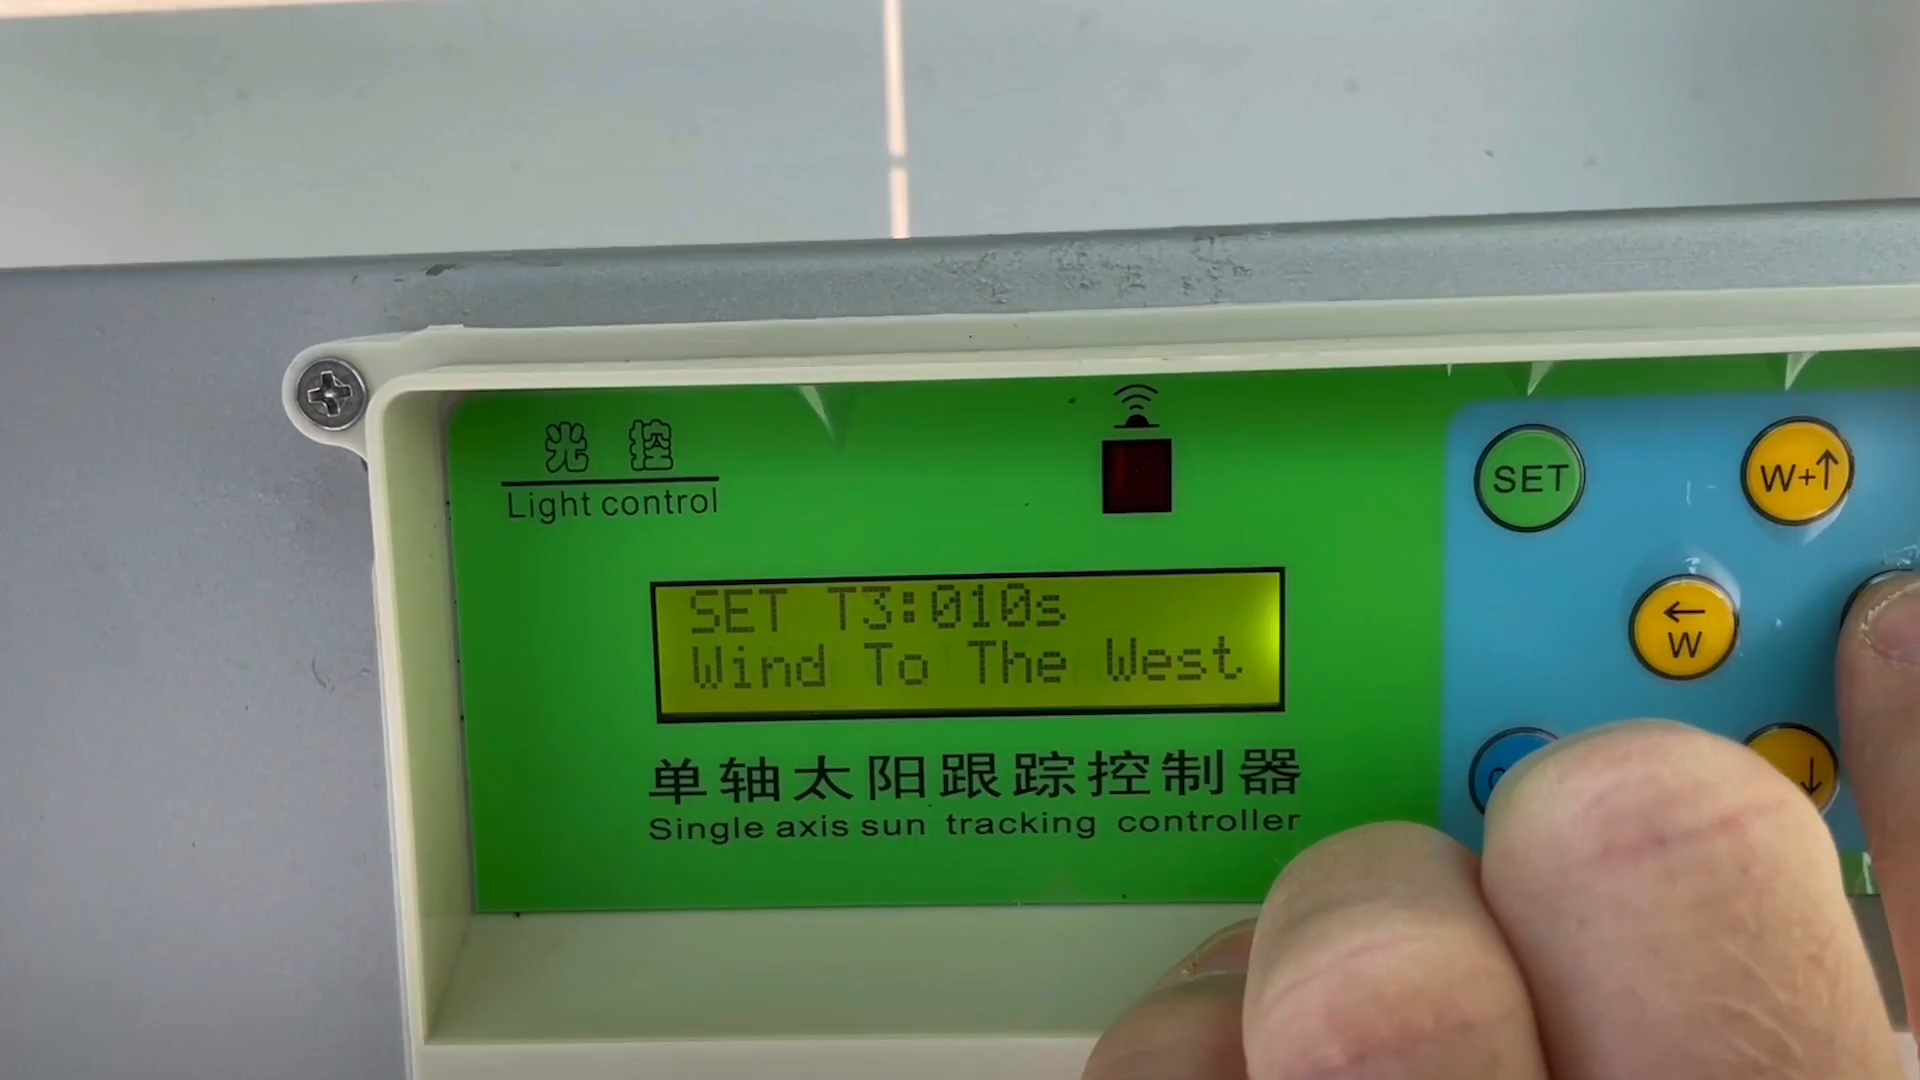 光控
Light control
SET
W+↑
SET T3:010s
Wind To The West
←
W
↓
单轴太阳跟踪控制器
Single axis sun tracking controller